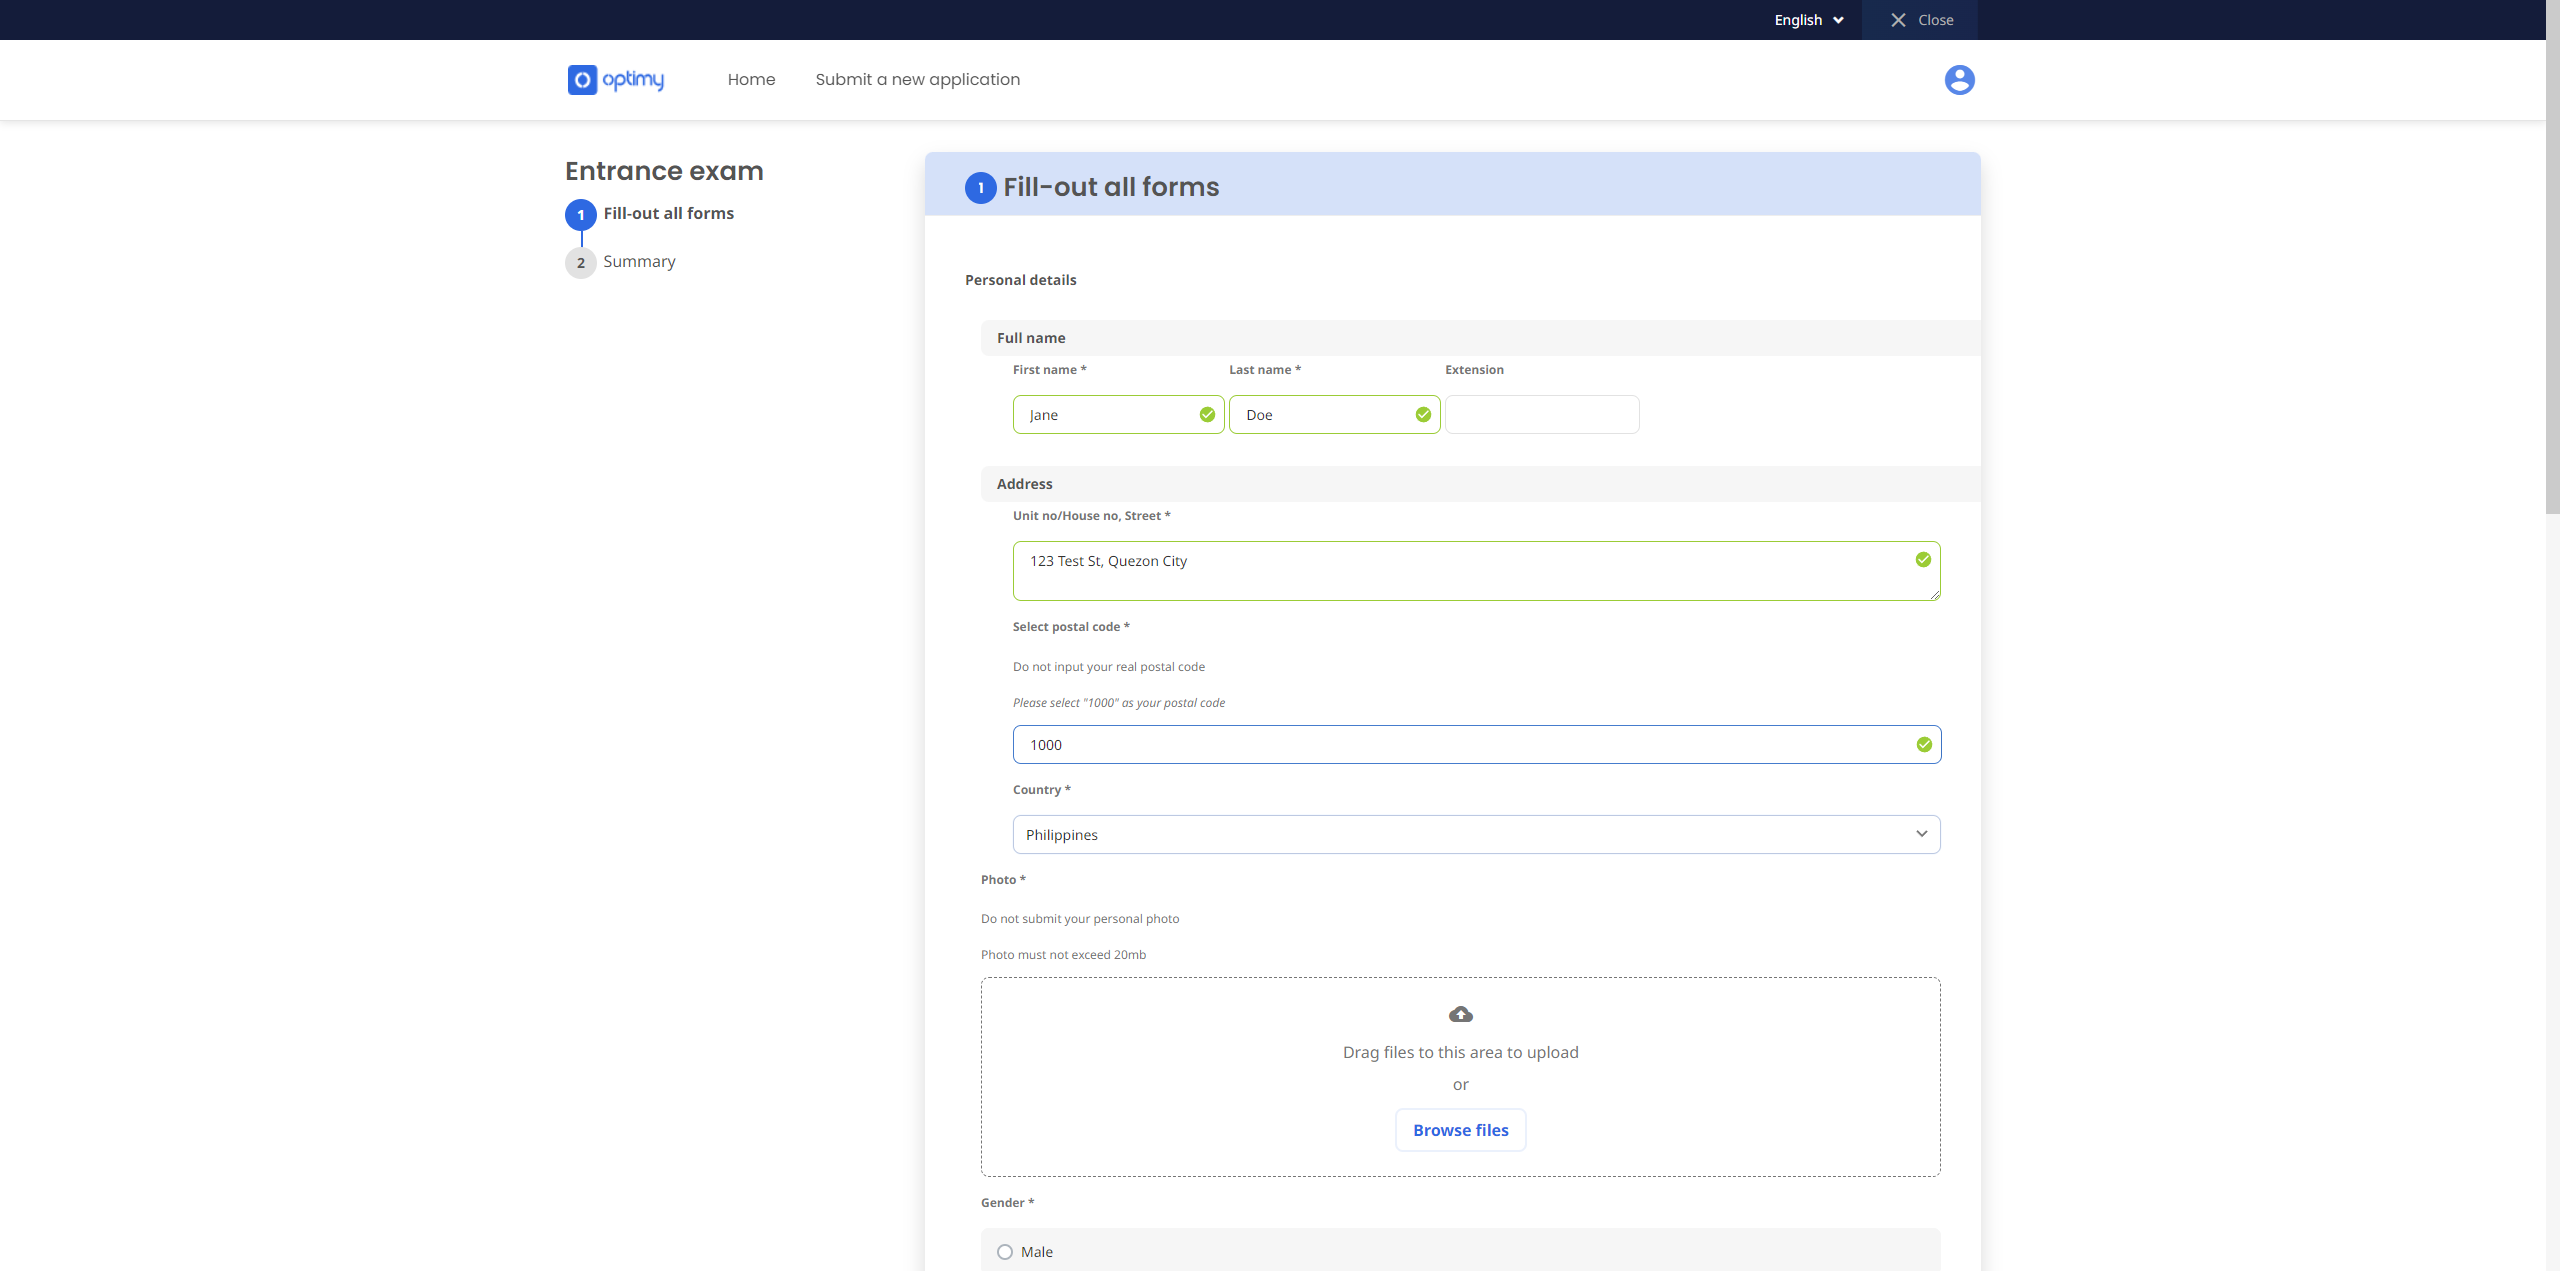 English Close
optimy Home Submit a new application
Entrance exam
1 Fill-out all forms
2 Summary
1 Fill-out all forms
Personal details
Full name
First name * Last name * Extension
Jane Doe
Address
Unit no/House no, Street *
123 Test St, Quezon City
Select postal code *
Do not input your real postal code
Please select "1000" as your postal code
1000
Country *
Philippines
Photo *
Do not submit your personal photo
Photo must not exceed 20mb
Drag files to this area to upload
or
Browse files
Gender *
Male